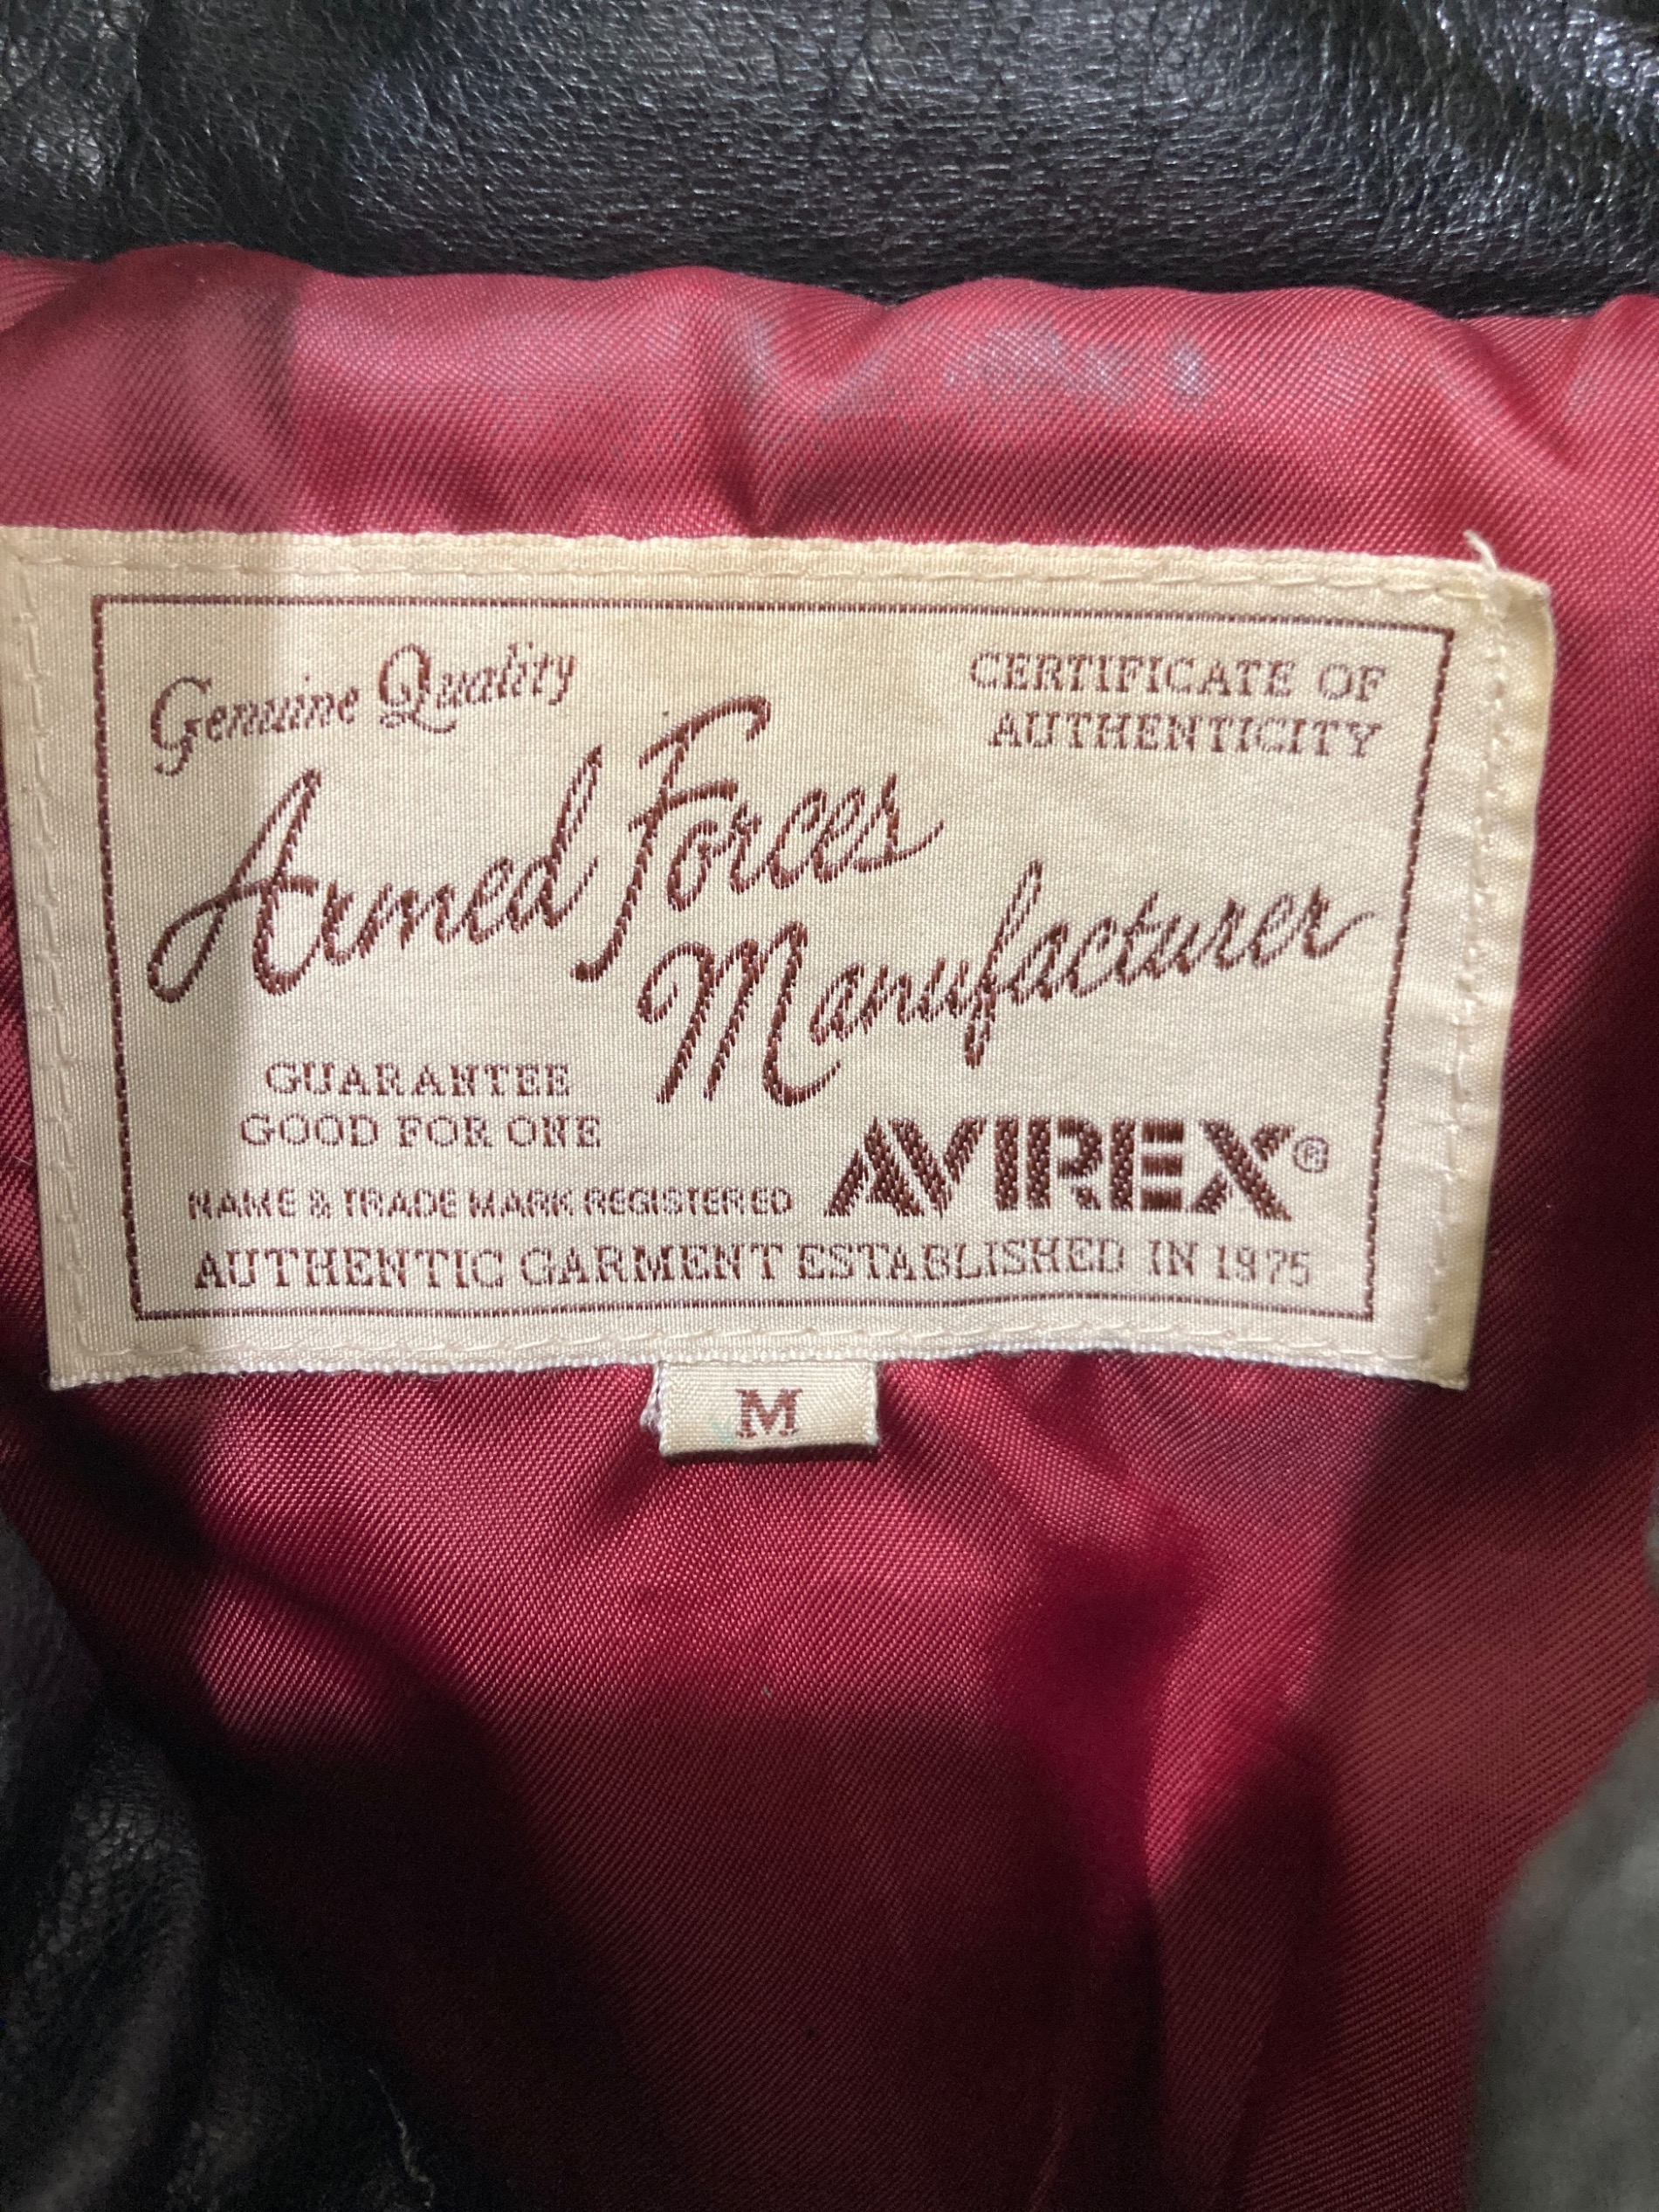 Genuine Quality
CERTIFICATE OF
AUTHENTICITY
Armed Forces
Manufacturer
GUARANTEE
GOOD FOR ONE
NAME & TRADE MARK REGISTERED
AVIREX®
AUTHENTIC GARMENT ESTABLISHED IN 1975
M